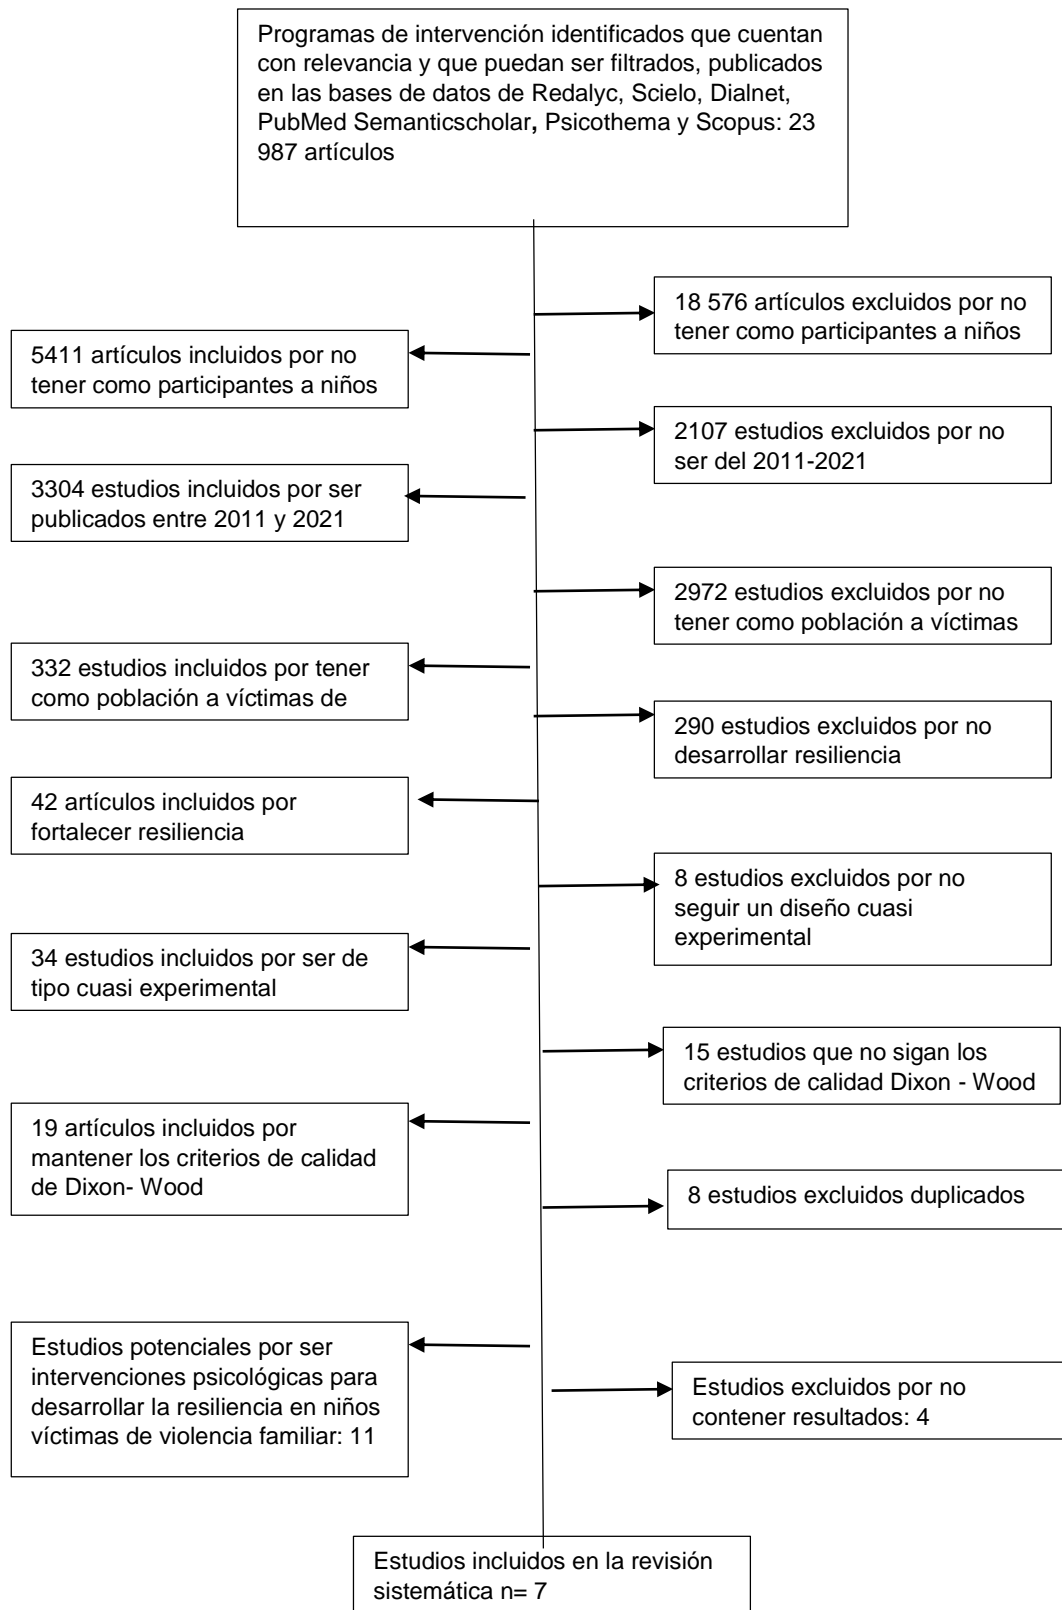 Programas de intervención identificados que cuentan
con relevancia y que puedan ser filtrados, publicados
en las bases de datos de Redalyc, Scielo, Dialnet,
PubMed Semanticscholar, Psicothema y Scopus: 23
987 artículos
18 576 artículos excluidos por no
tener como participantes a niños
5411 artículos incluidos por no
tener como participantes a niños
2107 estudios excluidos por no
ser del 2011-2021
3304 estudios incluidos por ser
publicados entre 2011 y 2021
2972 estudios excluidos por no
tener como población a víctimas
332 estudios incluidos por tener
como población a víctimas de
290 estudios excluidos por no
desarrollar resiliencia
42 artículos incluidos por
fortalecer resiliencia
8 estudios excluidos por no
seguir un diseño cuasi
experimental
34 estudios incluidos por ser de
tipo cuasi experimental
15 estudios que no sigan los
criterios de calidad Dixon - Wood
19 artículos incluidos por
mantener los criterios de calidad
de Dixon- Wood
8 estudios excluidos duplicados
Estudios potenciales por ser
intervenciones psicológicas para
desarrollar la resiliencia en niños
víctimas de violencia familiar: 11
Estudios excluidos por no
contener resultados: 4
Estudios incluidos en la revisión
sistemática n= 7